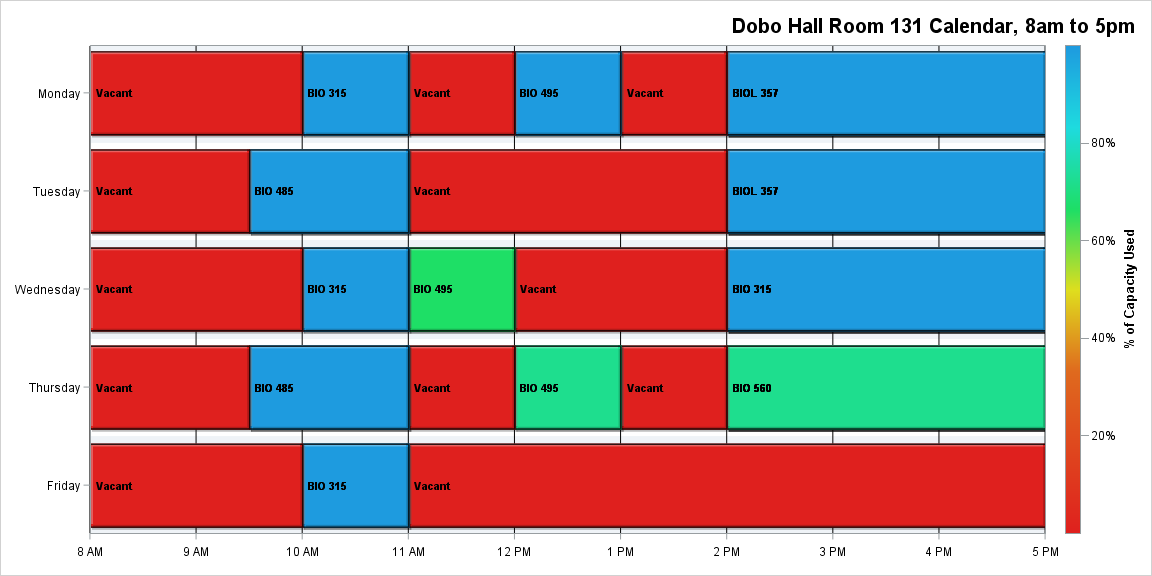 Dobo Hall Room 131 Calendar, 8am to 5pm
Monday Vacant BIO 315 Vacant BIO 495 Vacant BIOL 357
Tuesday Vacant BIO 485 Vacant BIOL 357
Wednesday Vacant BIO 315 BIO 495 Vacant BIO 315
Thursday Vacant BIO 485 Vacant BIO 495 Vacant BIO 560
Friday Vacant BIO 315 Vacant
8 AM 9 AM 10 AM 11 AM 12 PM 1 PM 2 PM 3 PM 4 PM 5 PM
80%
60%
40%
20%
% of Capacity Used